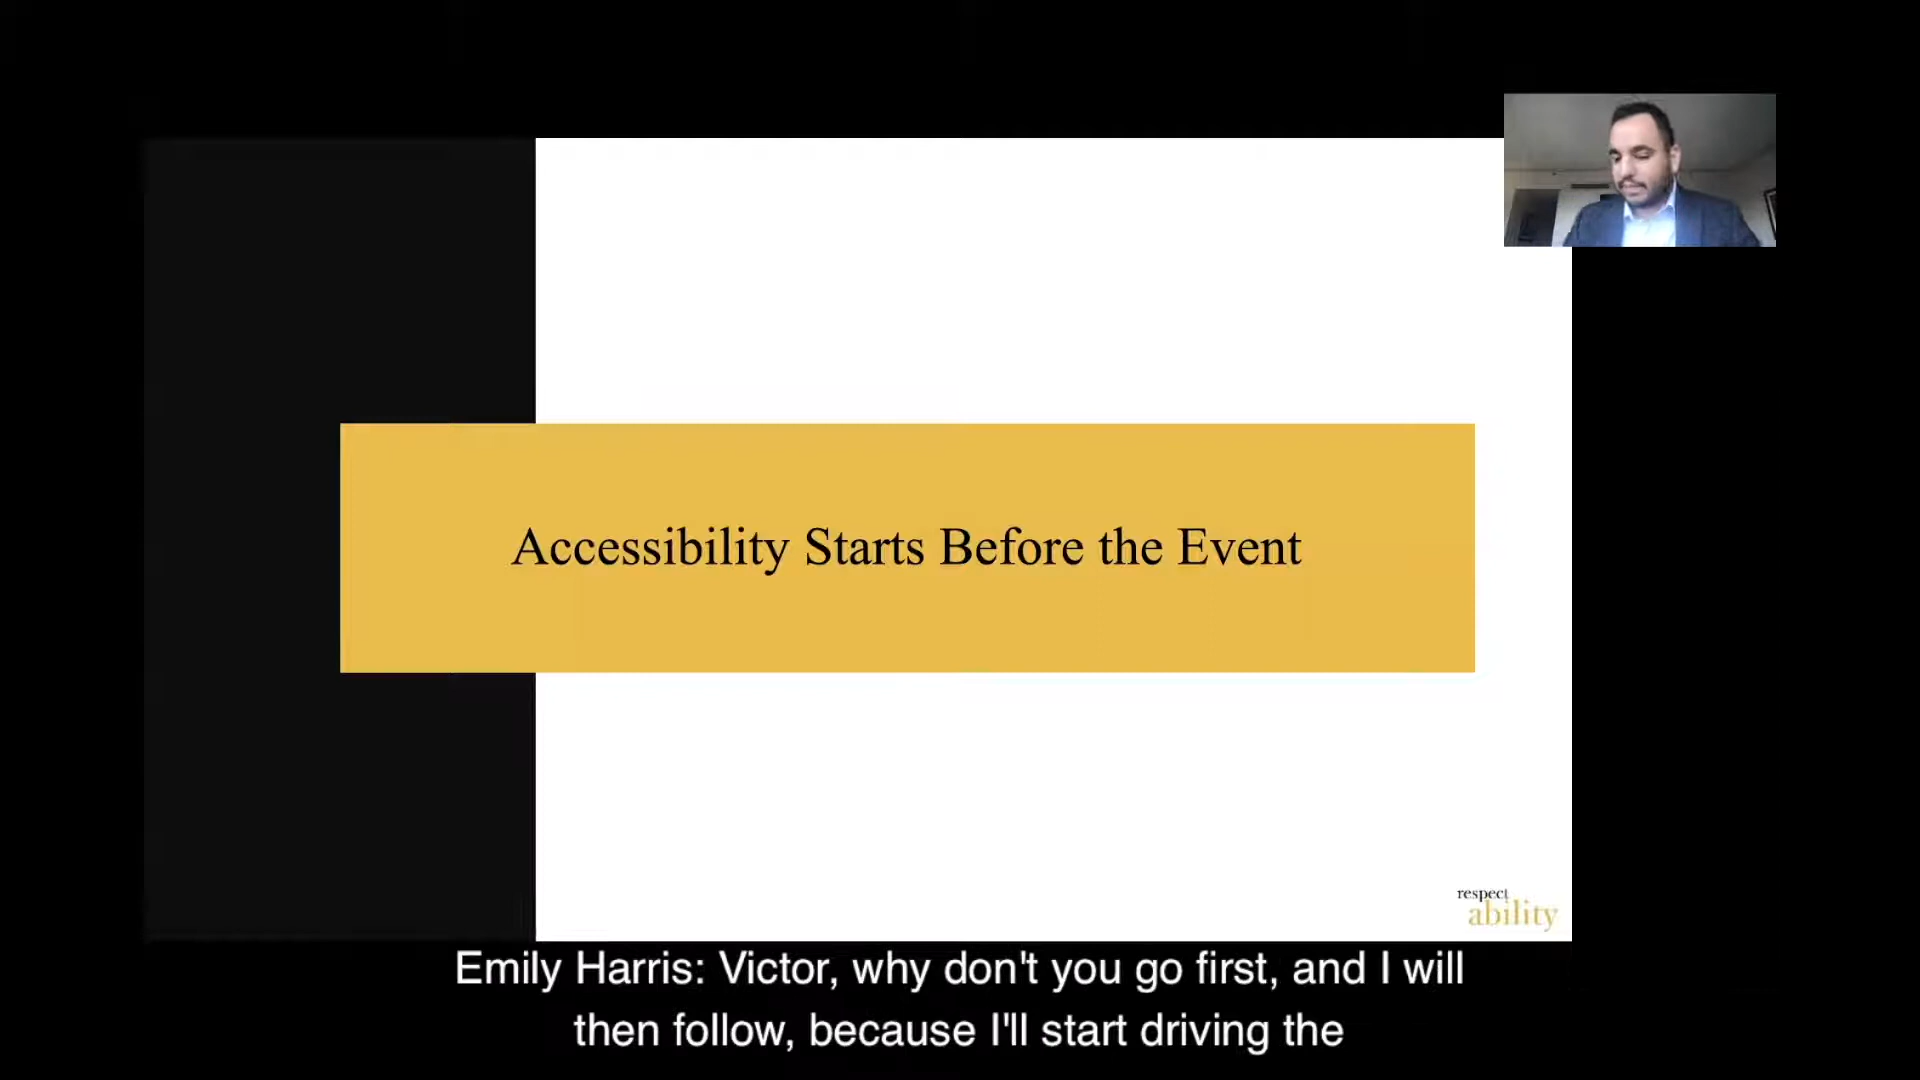 Accessibility Starts Before the Event
respect
ability
Emily Harris: Victor, why don't you go first, and I will
then follow, because I'll start driving the